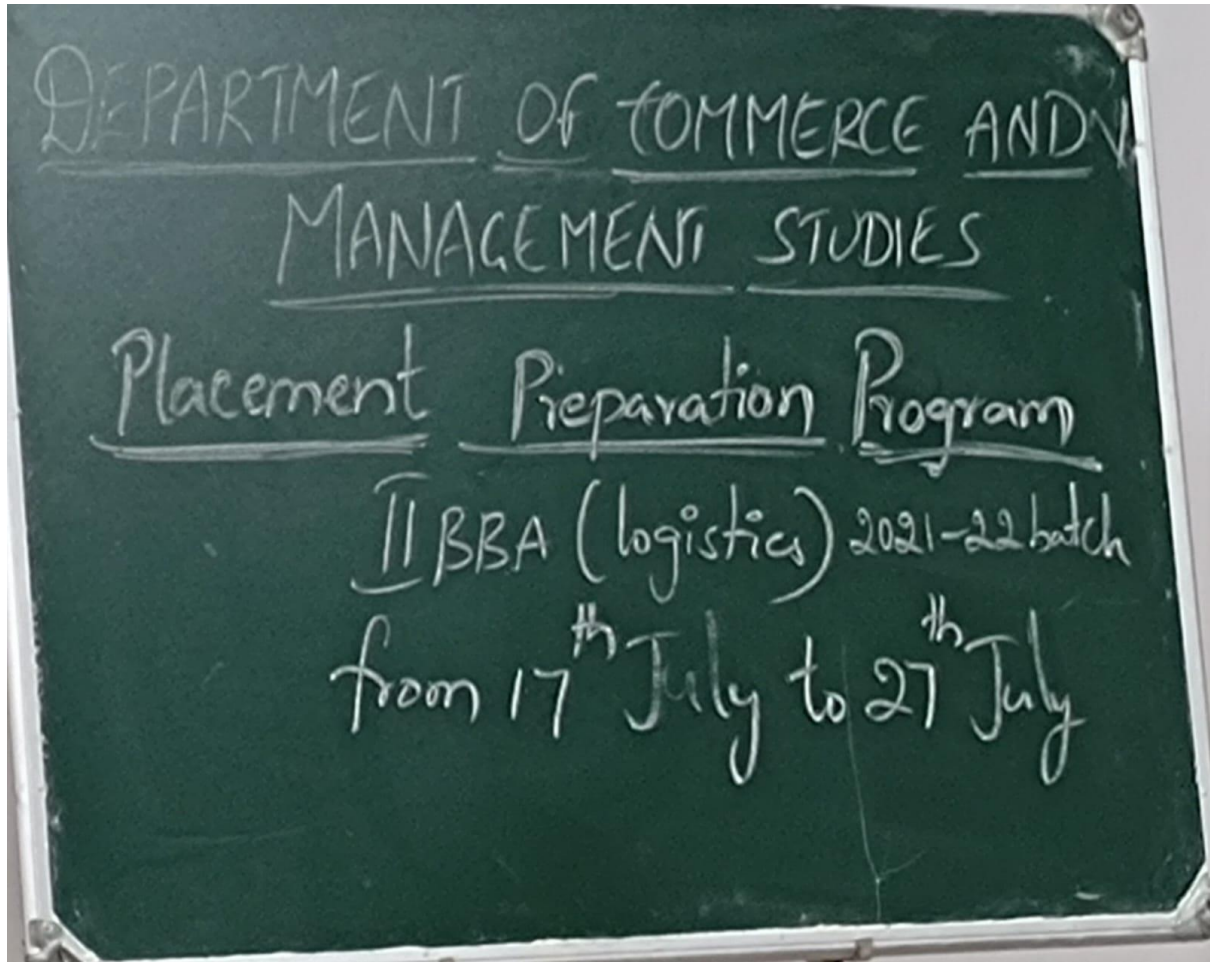 DEPARTMENT OF COMMERCE AND
MANAGEMENT STUDIES
Placement Preparation Program
II BBA (logistics) 2021-22 batch
from 17th July to 27th July